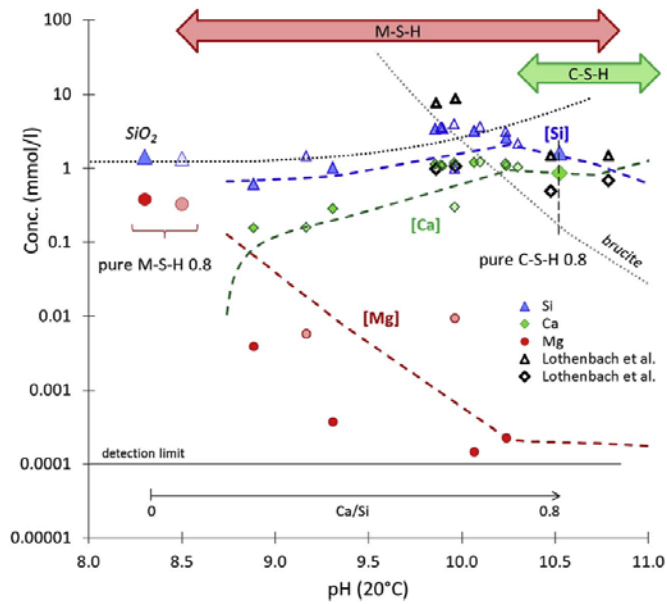 M-S-H
C-S-H
100
10
1
0.1
0.01
0.001
0.0001
0.00001
Conc. (mmol/l)
SiO₂
[Si]
[Ca]
[Mg]
pure M-S-H 0.8
pure C-S-H 0.8
brucite
Si
Ca
Mg
Lothenbach et al.
Lothenbach et al.
detection limit
0 Ca/Si 0.8
8.0 8.5 9.0 9.5 10.0 10.5 11.0
pH (20°C)